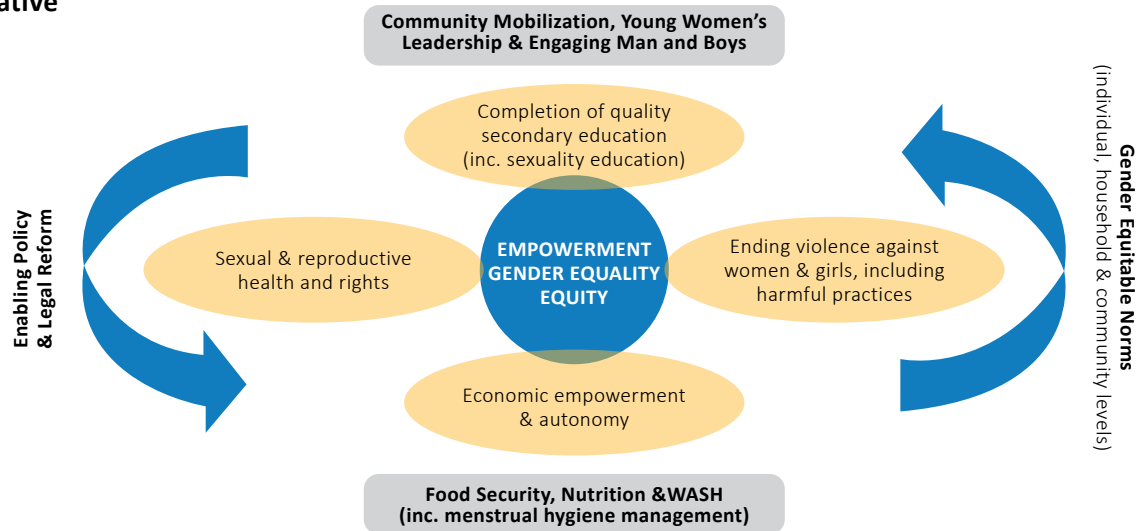 ative
Community Mobilization, Young Women’s
Leadership & Engaging Man and Boys
Completion of quality
secondary education
(inc. sexuality education)
Enabling Policy
& Legal Reform
Sexual & reproductive
health and rights
EMPOWERMENT
GENDER EQUALITY
EQUITY
Ending violence against
women & girls, including
harmful practices
Gender Equitable Norms
(individual, household & community levels)
Economic empowerment
& autonomy
Food Security, Nutrition &WASH
(inc. menstrual hygiene management)